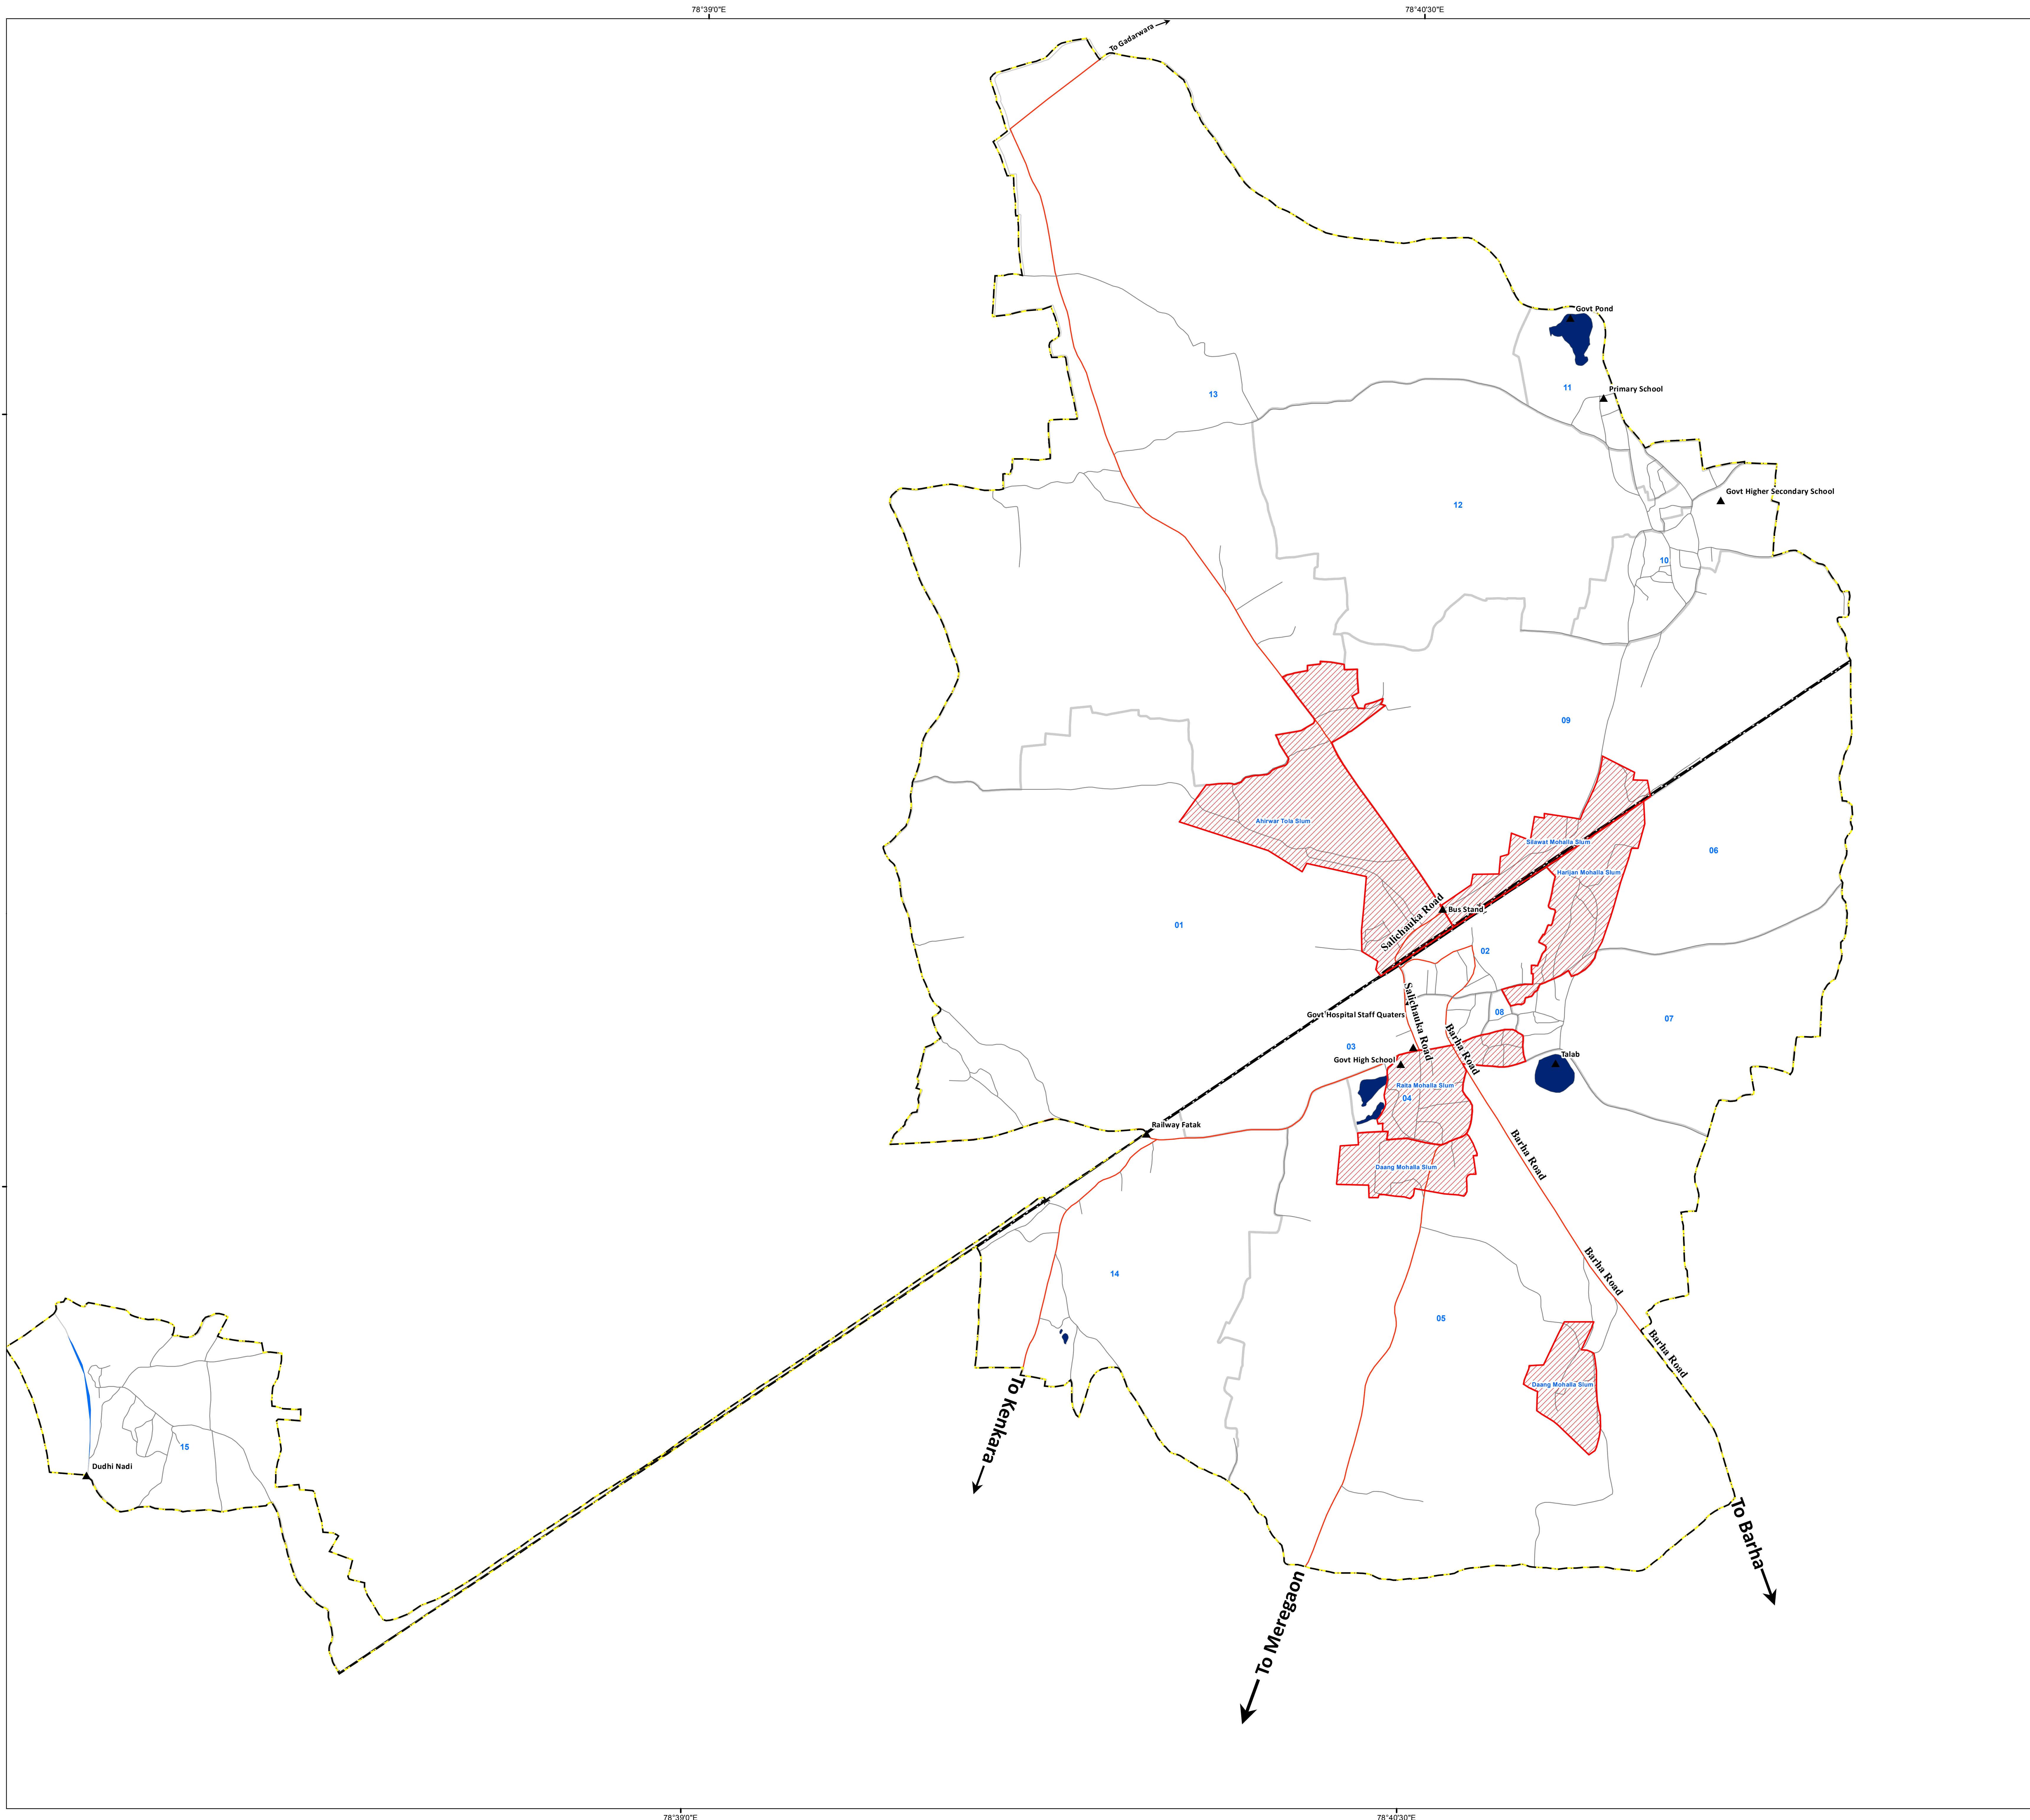 78°39'0"E
78°40'30"E
To Gadarwara
Govt Pond
11
Primary School
13
Govt Higher Secondary School
12
10
09
Ahirwar Tola Slum
Silawat Mohalla Slum
06
Harijan Mohalla Slum
Salichauka Road
Bus Stand
01
02
Salichauka Road
08
Govt Hospital Staff Quaters
07
03
Barha Road
Govt High School
Talab
Raita Mohalla Slum
04
Railway Fatak
Barha Road
Daang Mohalla Slum
14
Barha Road
05
Barha Road
Daang Mohalla Slum
To Kenkara
15
Dudhi Nadi
To Barha
To Meregaon
78°39'0"E
78°40'30"E